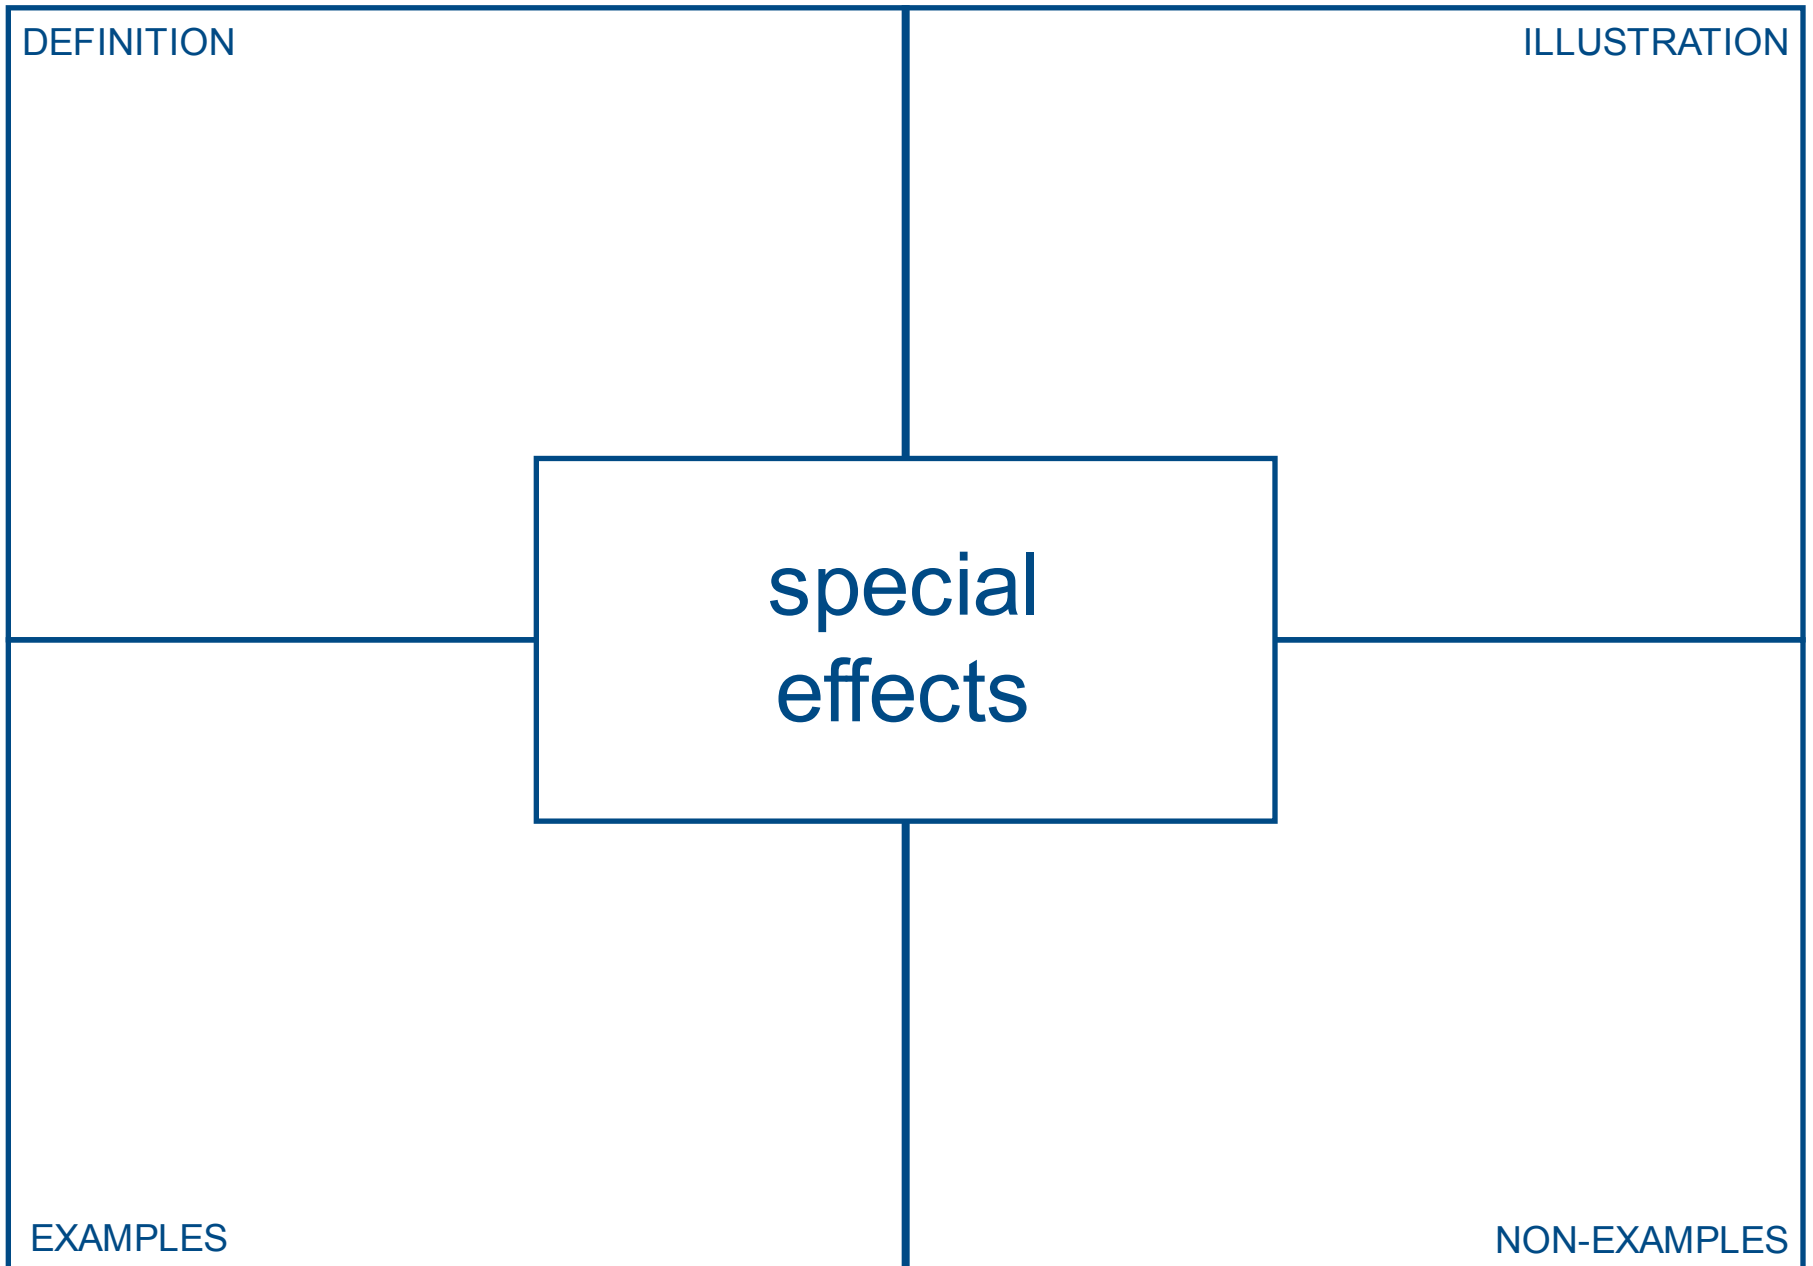 DEFINITION
ILLUSTRATION
special
effects
EXAMPLES
NON-EXAMPLES